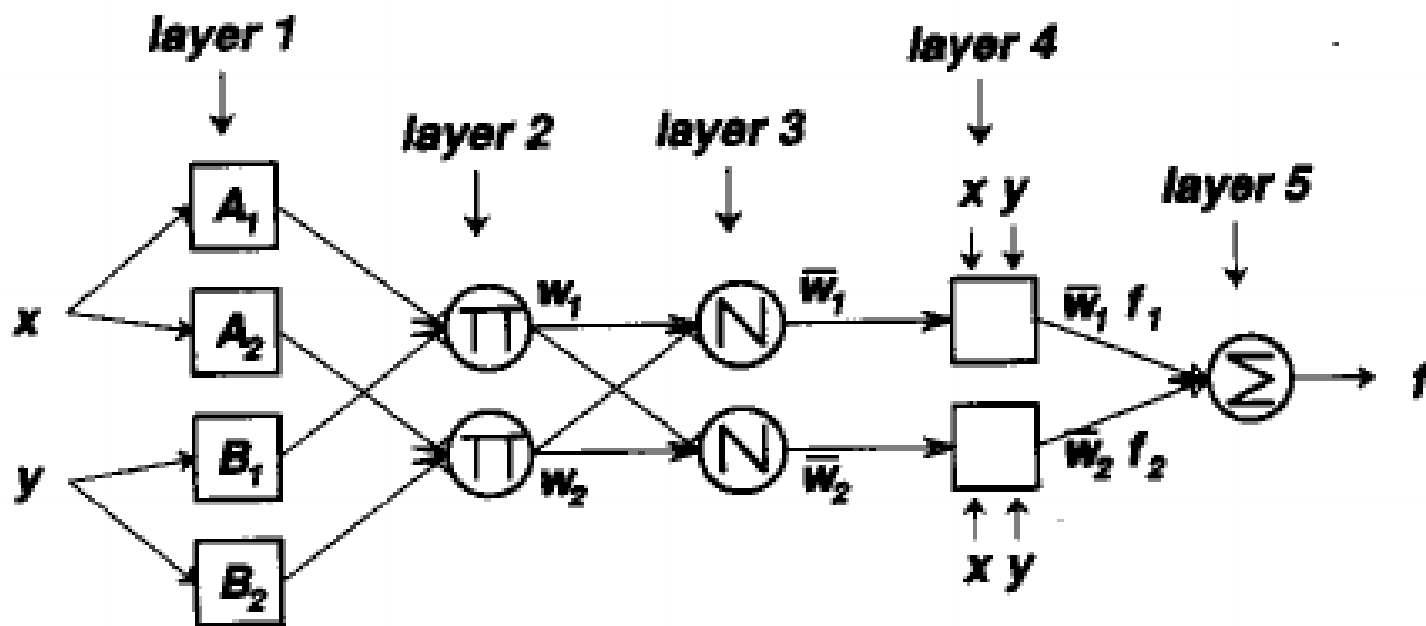 layer 1
layer 4
layer 2
layer 3
x y
layer 5
A₁
w₁
w̅₁
w̅₁ f₁
x
A₂
Π
N
Σ
f
B₁
Π
N
w̅₂ f₂
y
w₂
w̅₂
B₂
x y